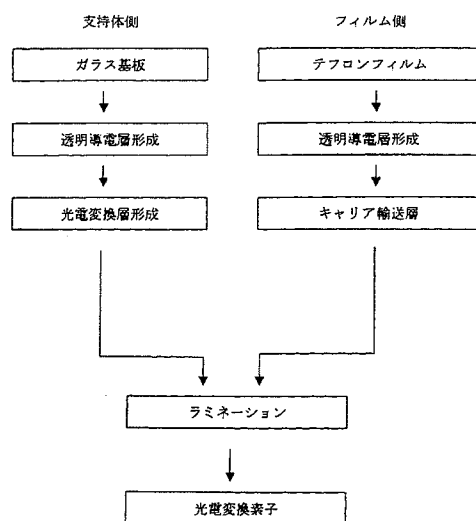 支持体側
フィルム側
ガラス基板
テフロンフィルム
透明導電層形成
透明導電層形成
光電変換層形成
キャリア輸送層
ラミネーション
光電変換素子